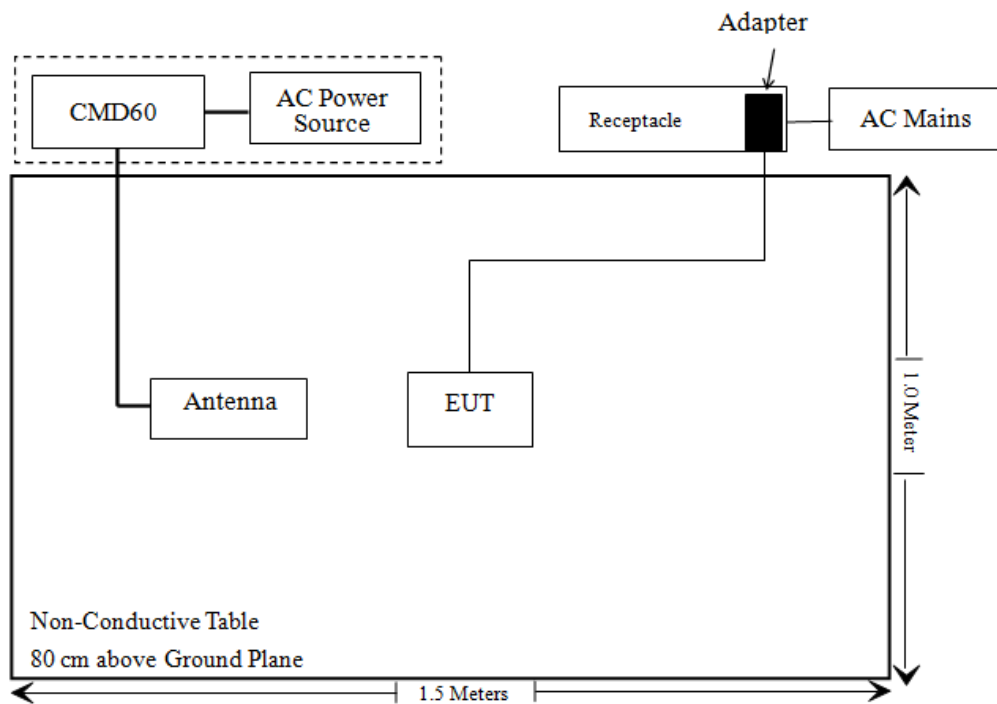 Adapter
CMD60
AC Power
Source
Receptacle
AC Mains
Antenna
EUT
1.0 Meter
Non-Conductive Table
80 cm above Ground Plane
1.5 Meters